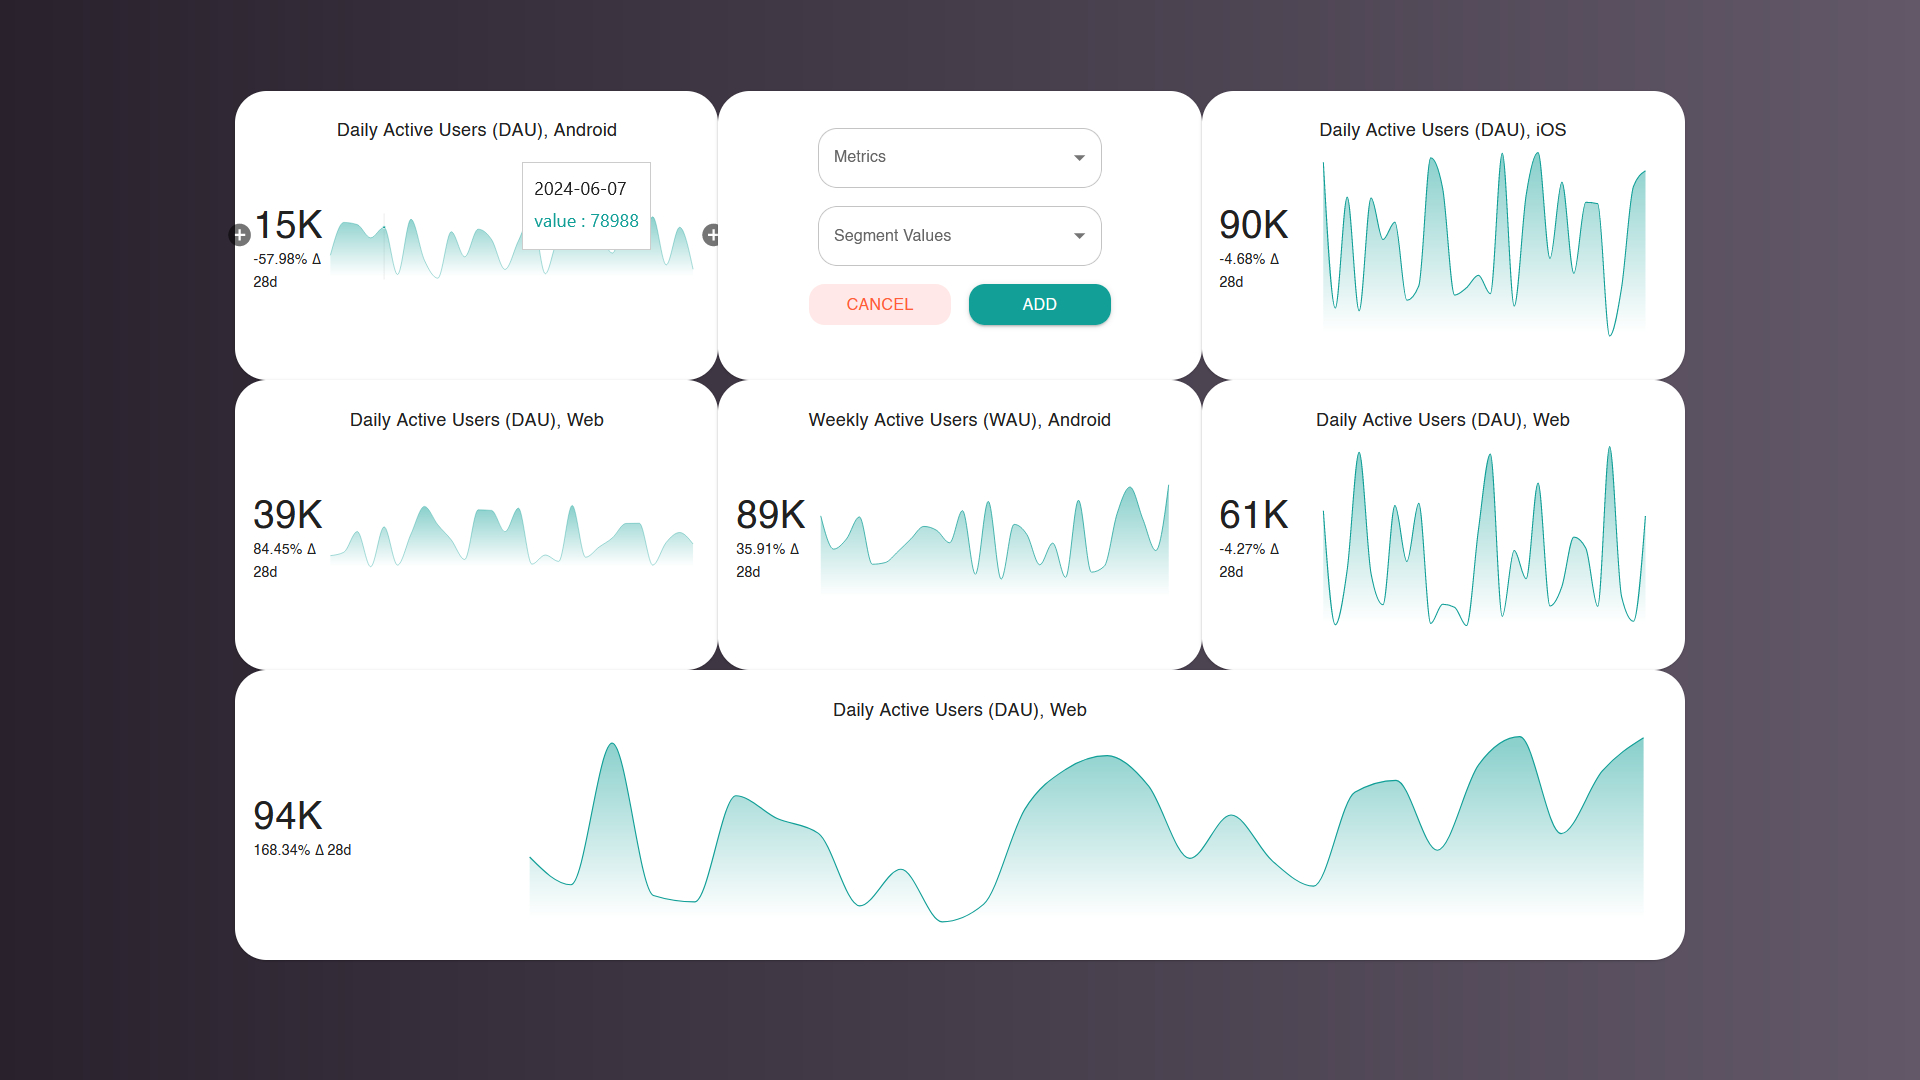 Daily Active Users (DAU), Android
2024-06-07
value : 78988
15K
-57.98% Δ
28d
Metrics
Segment Values
CANCEL
ADD
Daily Active Users (DAU), iOS
90K
-4.68% Δ
28d
Daily Active Users (DAU), Web
39K
84.45% Δ
28d
Weekly Active Users (WAU), Android
89K
35.91% Δ
28d
Daily Active Users (DAU), Web
61K
-4.27% Δ
28d
Daily Active Users (DAU), Web
94K
168.34% Δ 28d